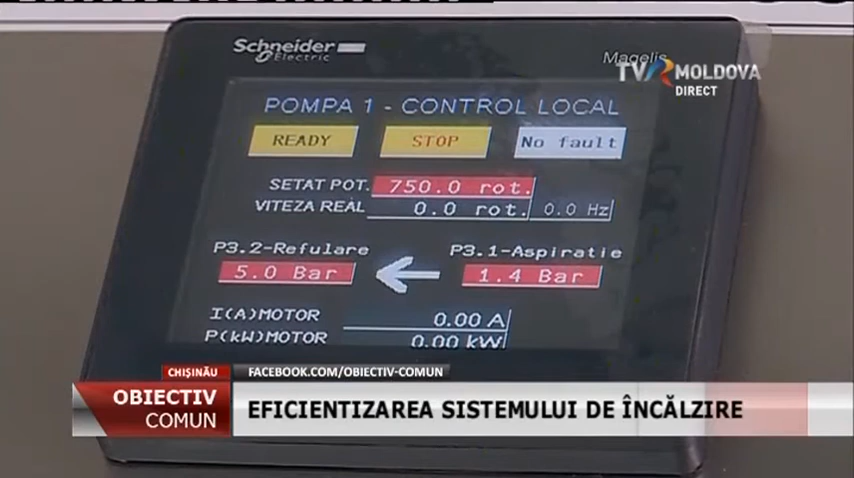 Schneider
Electric
Magelis
TVR MOLDOVA
DIRECT
POMPA 1 - CONTROL LOCAL
READY STOP No fault
SETAT POT. 750.0 rot.
VITEZA REAL 0.0 rot. 0.0 Hz
P3.2-Refulare P3.1-Aspiratie
5.0 Bar 1.4 Bar
I(A)MOTOR 0.00 A
P(kW)MOTOR 0.00 kW
CHIȘINĂU FACEBOOK.COM/OBIECTIV-COMUN
OBIECTIV
COMUN
EFICIENTIZAREA SISTEMULUI DE ÎNCĂLZIRE